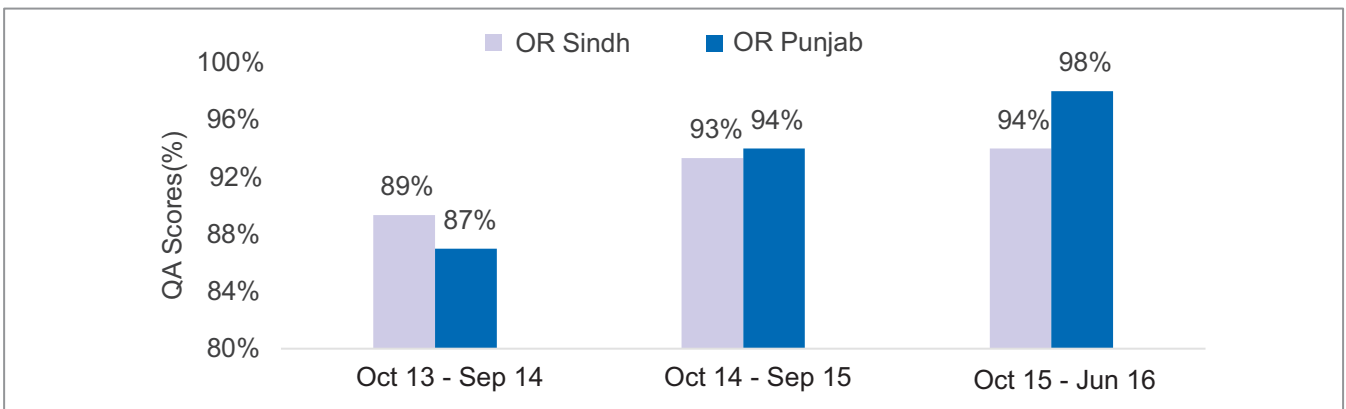 OR Sindh OR Punjab
100%
96%
92%
88%
84%
80%
QA Scores(%)
89%
87%
93%
94%
94%
98%
Oct 13 - Sep 14
Oct 14 - Sep 15
Oct 15 - Jun 16